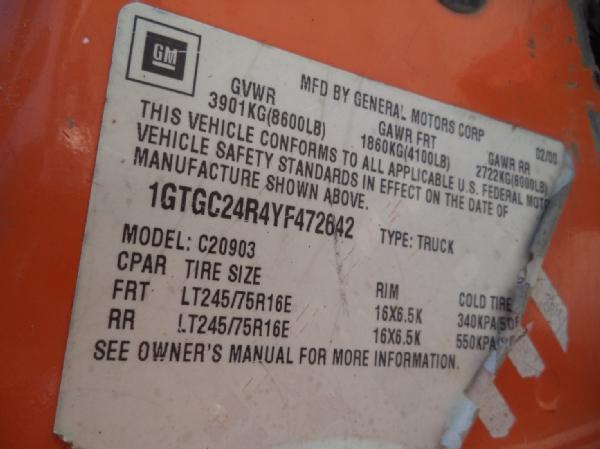 GM
MFD BY GENERAL MOTORS CORP 02/00
GVWR GAWR FRT GAWR RR
3901KG(8600LB) 1860KG(4100LB) 2722KG(6000LB)
THIS VEHICLE CONFORMS TO ALL APPLICABLE U.S. FEDERAL MOTO
VEHICLE SAFETY STANDARDS IN EFFECT ON THE DATE OF
MANUFACTURE SHOWN ABOVE.
1GTGC24R4YF472642 TYPE: TRUCK
MODEL: C20903
CPAR TIRE SIZE RIM COLD TIRE
FRT LT245/75R16E 16X6.5K 340KPA
RR LT245/75R16E 16X6.5K 550KPA
SEE OWNER'S MANUAL FOR MORE INFORMATION.